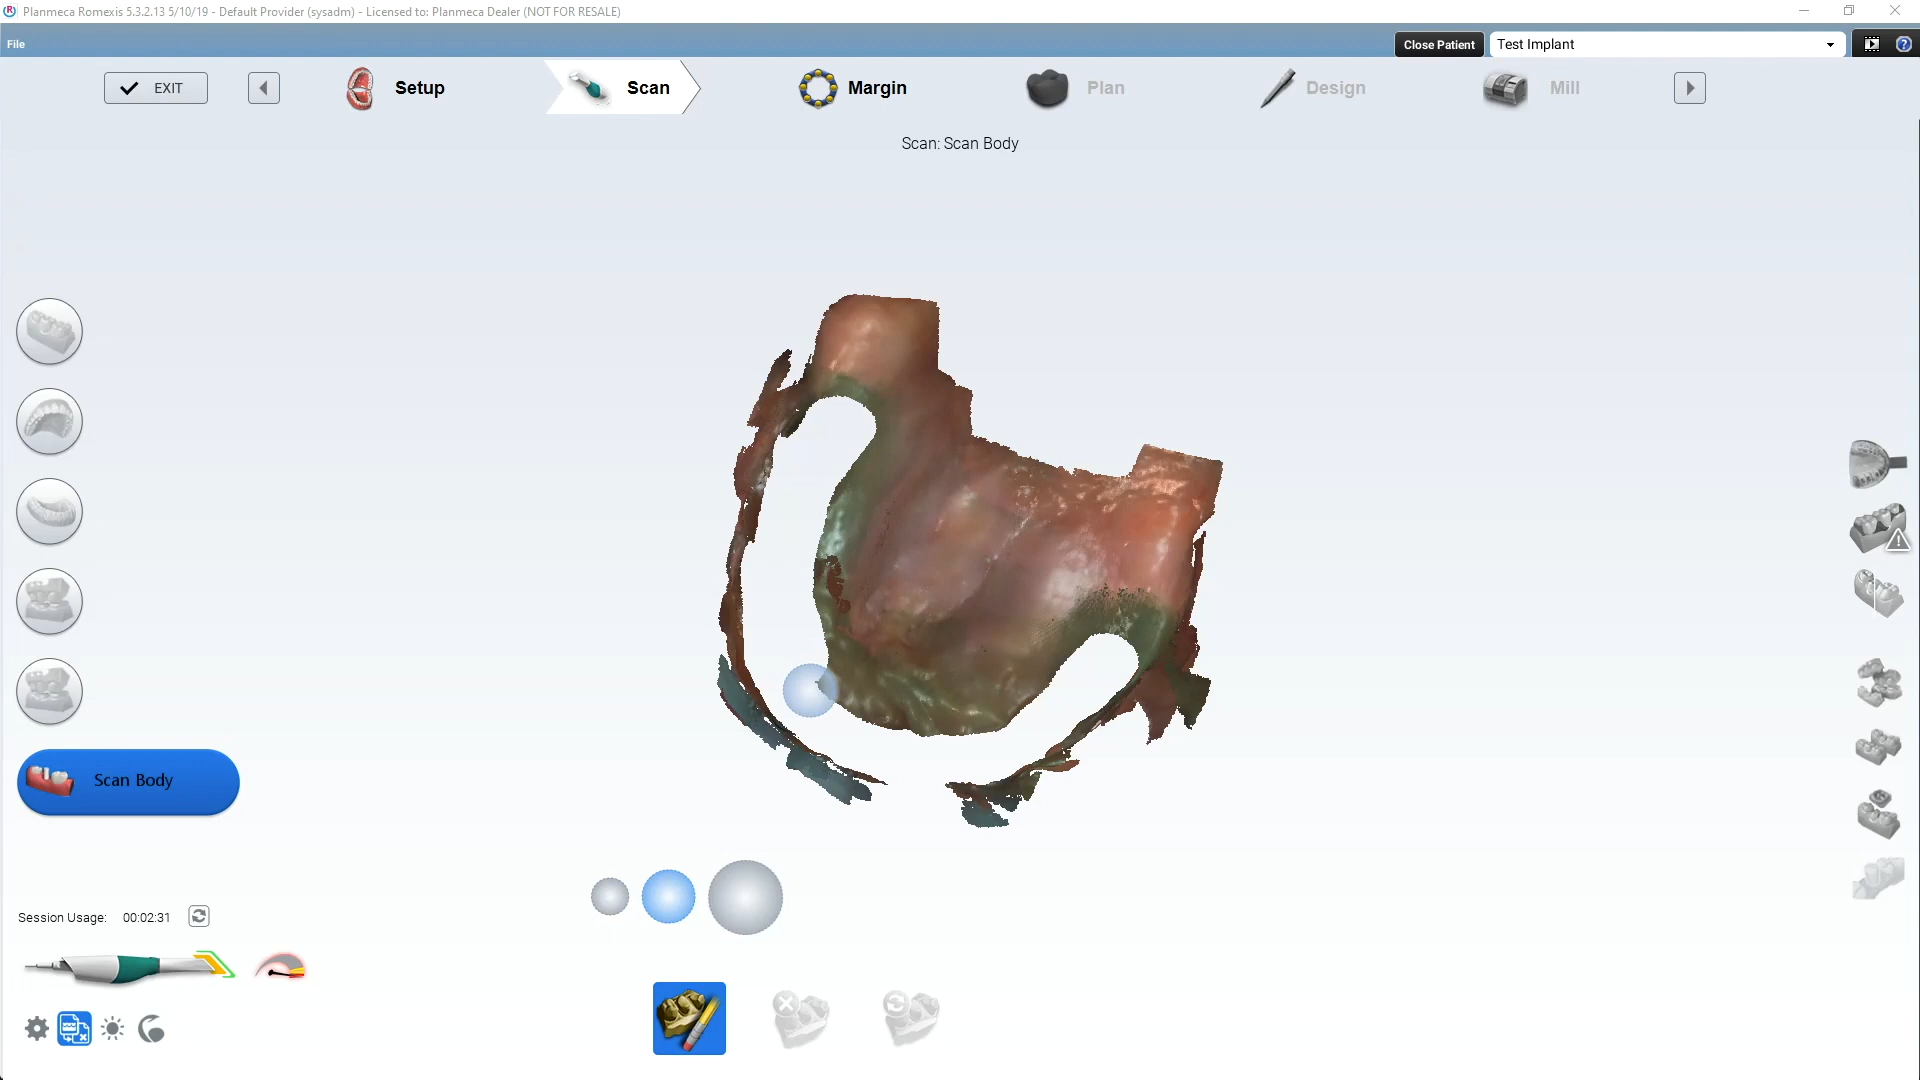 Planmeca Romexis 5.3.2.13 5/10/19 - Default Provider (sysadm) - Licensed to: Planmeca Dealer (NOT FOR RESALE)
File
Close Patient
Test Implant
EXIT
Setup
Scan
Margin
Plan
Design
Mill
Scan: Scan Body
Scan Body
Session Usage: 00:02:31